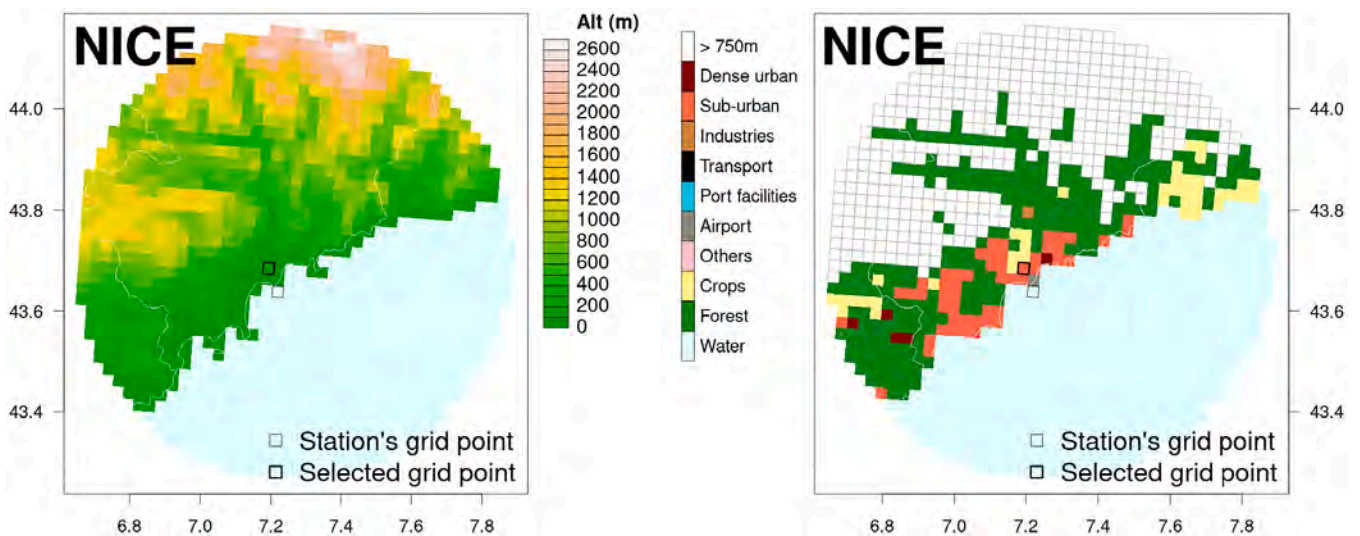 NICE
44.0
43.8
43.6
43.4
6.8 7.0 7.2 7.4 7.6 7.8
Station's grid point
Selected grid point
Alt (m)
2600
2400
2200
2000
1800
1600
1400
1200
1000
800
600
400
200
0
> 750m
Dense urban
Sub-urban
Industries
Transport
Port facilities
Airport
Others
Crops
Forest
Water
NICE
44.0
43.8
43.6
43.4
6.8 7.0 7.2 7.4 7.6 7.8
Station's grid point
Selected grid point